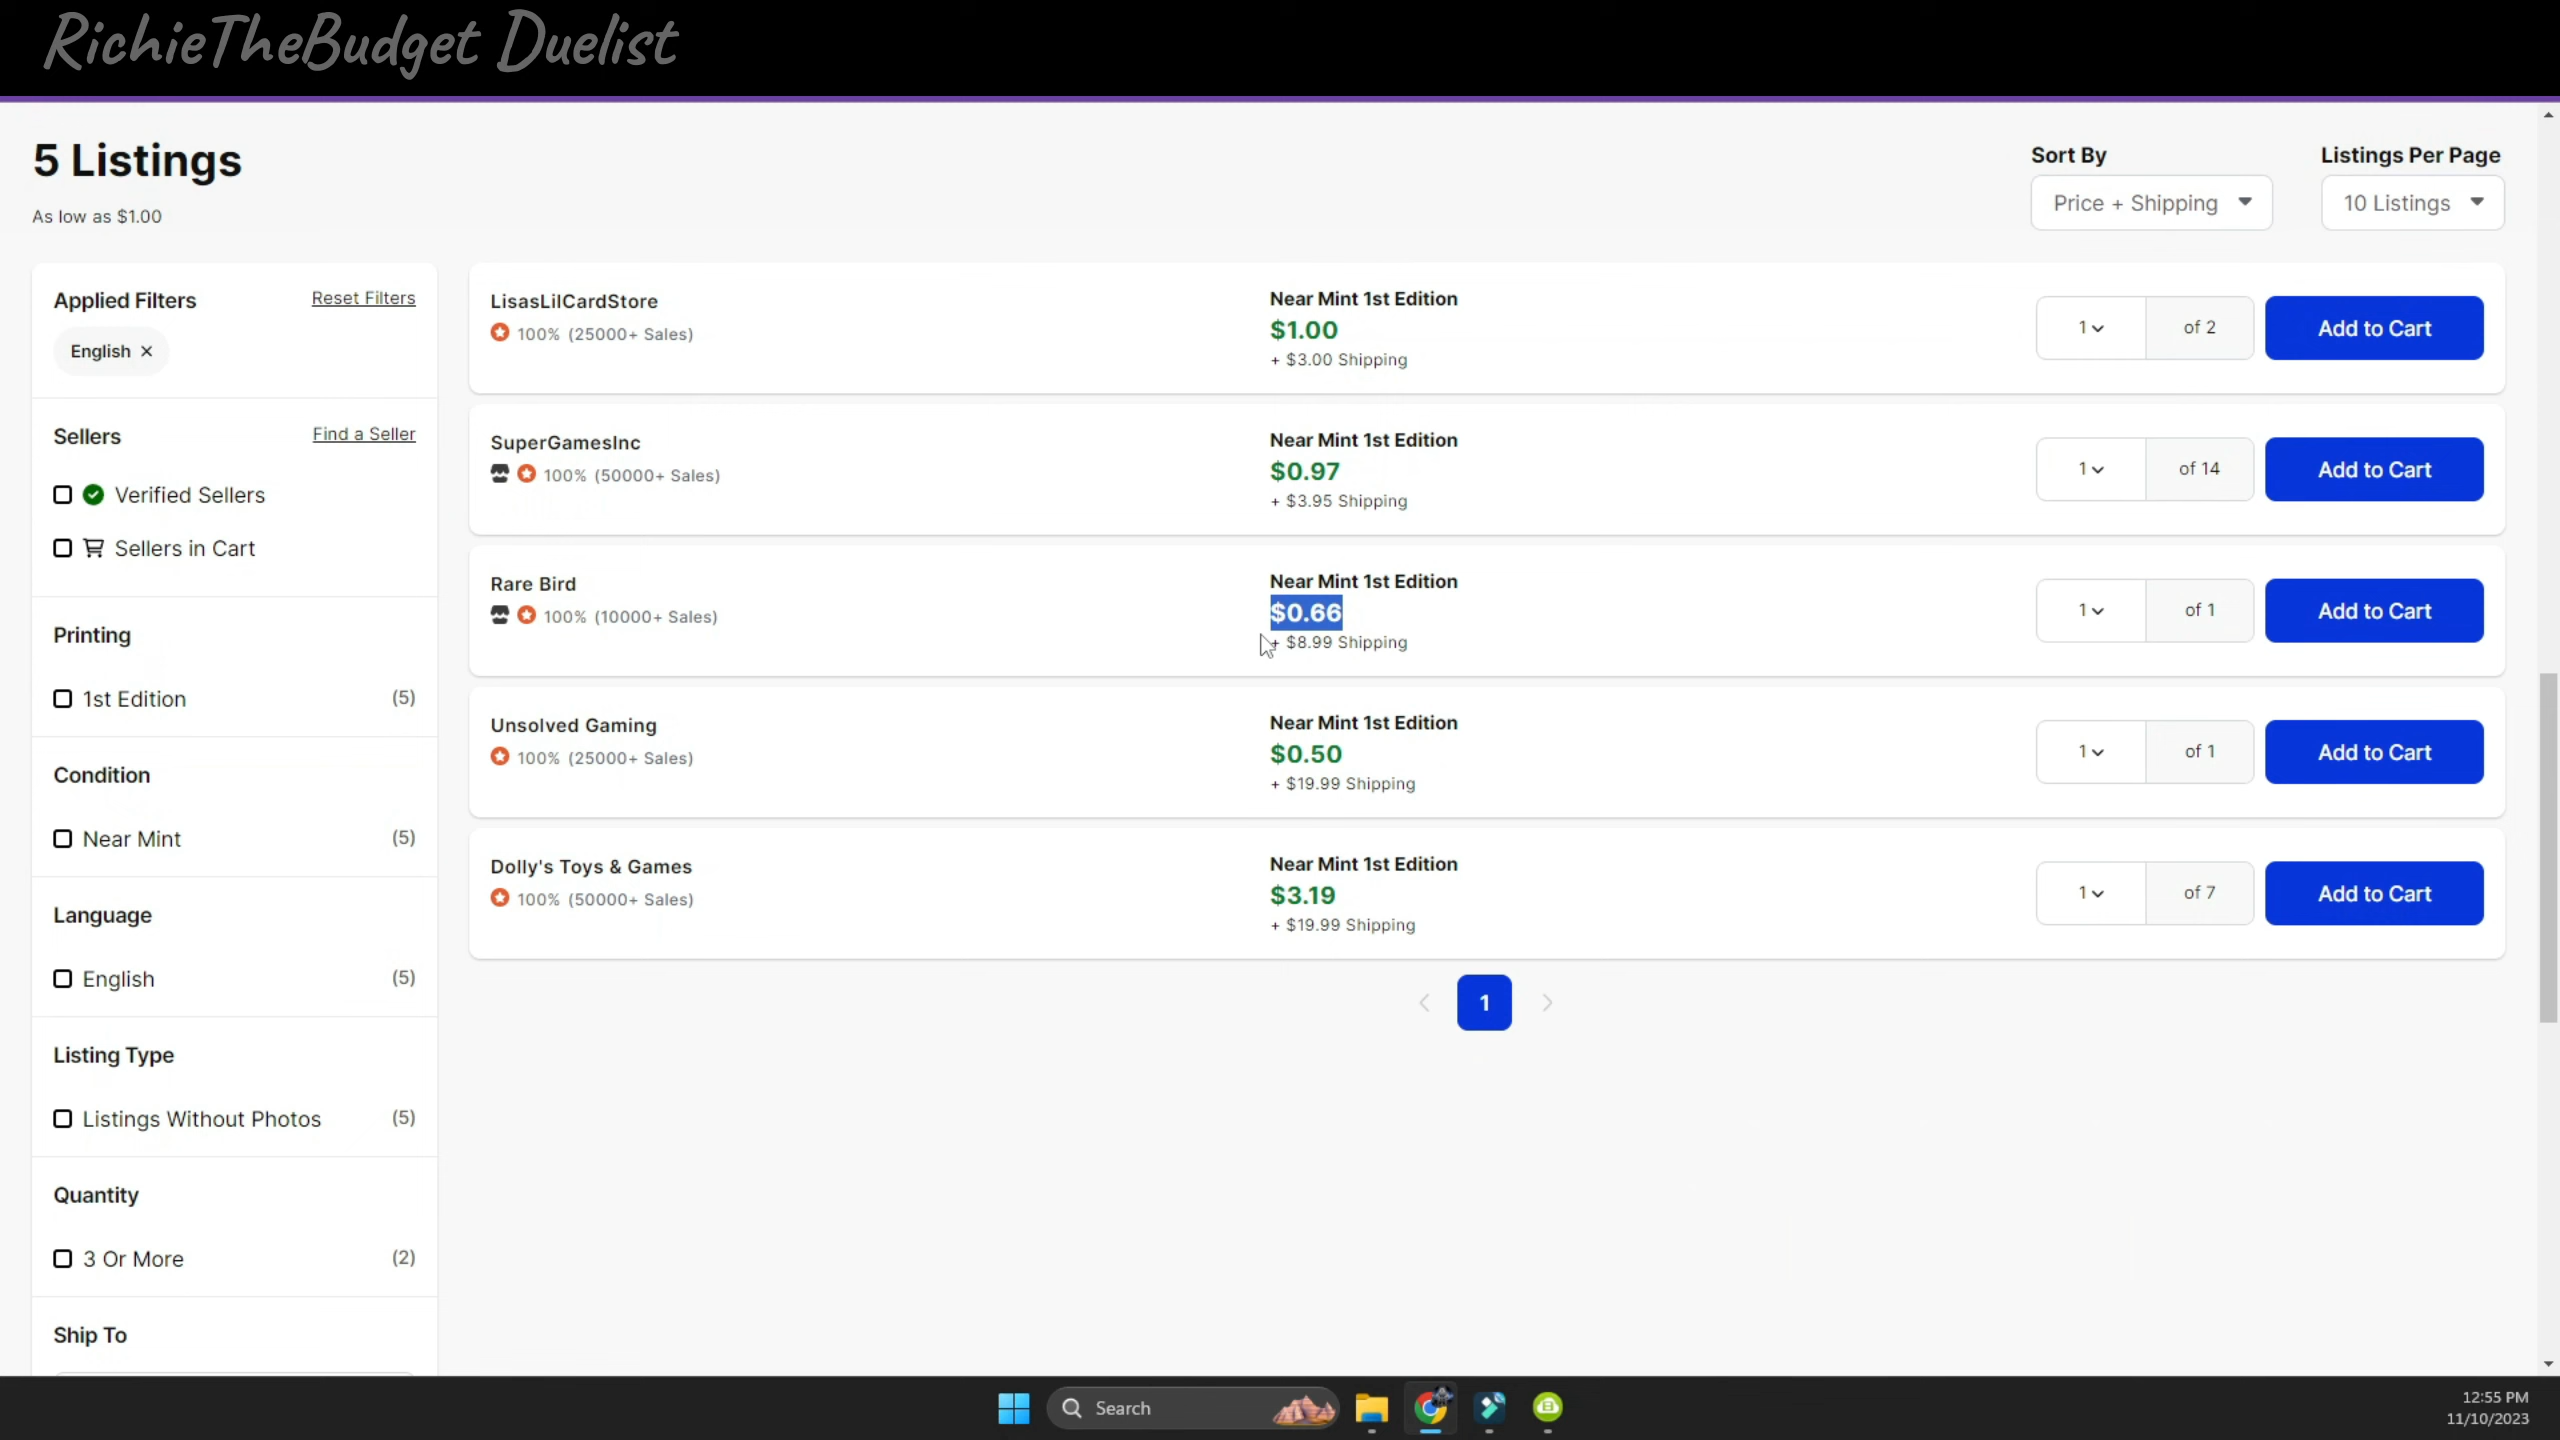 RichieTheBudget Duelist
5 Listings
As low as $1.00
Sort By
Price + Shipping
Listings Per Page
10 Listings
Applied Filters
Reset Filters
English ×
Sellers
Find a Seller
Verified Sellers
Sellers in Cart
Printing
1st Edition (5)
Condition
Near Mint (5)
Language
English (5)
Listing Type
Listings Without Photos (5)
Quantity
3 Or More (2)
Ship To
LisasLilCardStore
100% (25000+ Sales)
Near Mint 1st Edition
$1.00
+ $3.00 Shipping
1 of 2
Add to Cart
SuperGamesInc
100% (50000+ Sales)
Near Mint 1st Edition
$0.97
+ $3.95 Shipping
1 of 14
Add to Cart
Rare Bird
100% (10000+ Sales)
Near Mint 1st Edition
$0.66
+ $8.99 Shipping
1 of 1
Add to Cart
Unsolved Gaming
100% (25000+ Sales)
Near Mint 1st Edition
$0.50
+ $19.99 Shipping
1 of 1
Add to Cart
Dolly's Toys & Games
100% (50000+ Sales)
Near Mint 1st Edition
$3.19
+ $19.99 Shipping
1 of 7
Add to Cart
1
Search
12:55 PM
11/10/2023